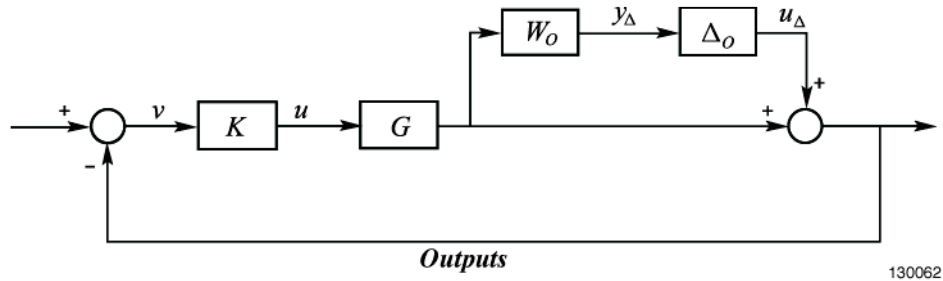 W_O
y_Δ
Δ_O
u_Δ
+
+
v
K
u
G
+
−
Outputs
130062